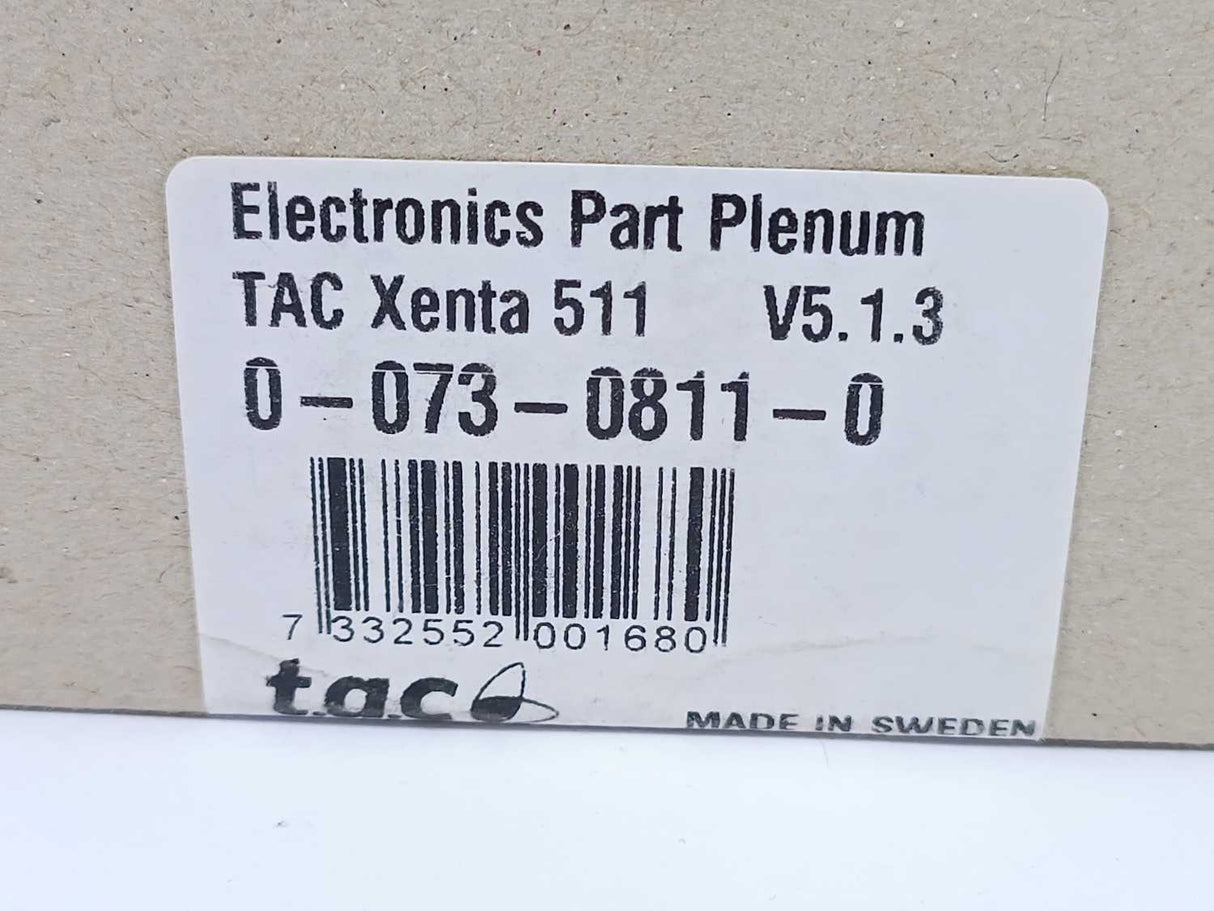 Electronics Part Plenum
TAC Xenta 511 V5.1.3
0-073-0811-0
7 332552 001680
t.a.c
MADE IN SWEDEN